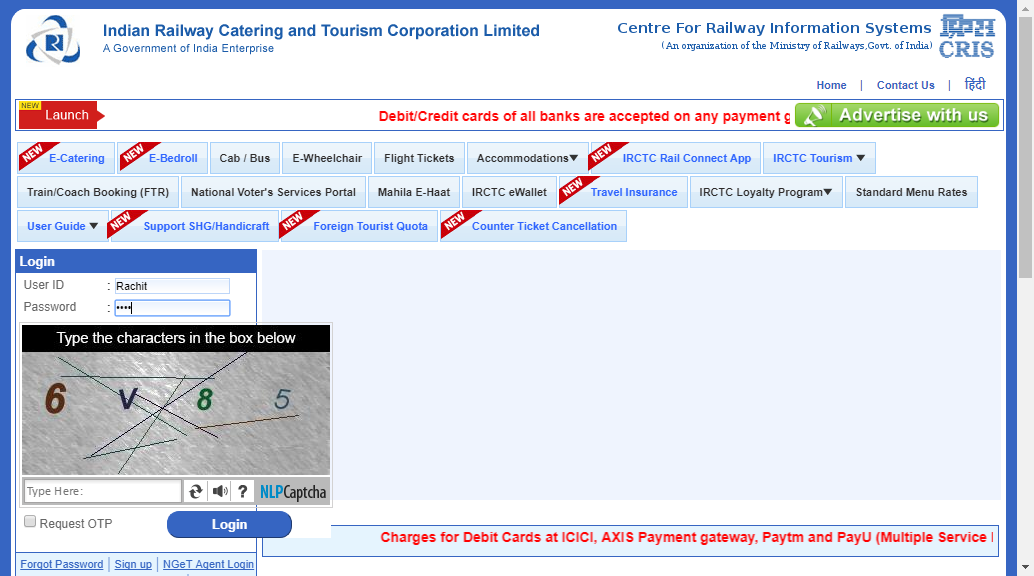 Indian Railway Catering and Tourism Corporation Limited
A Government of India Enterprise
Centre For Railway Information Systems
(An organization of the Ministry of Railways,Govt. of India)
CRIS
Home | Contact Us | हिंदी
NEW
Launch
Debit/Credit cards of all banks are accepted on any payment g
Advertise with us
NEW E-Catering NEW E-Bedroll Cab / Bus E-Wheelchair Flight Tickets Accommodations▼ NEW IRCTC Rail Connect App IRCTC Tourism ▼
Train/Coach Booking (FTR) National Voter's Services Portal Mahila E-Haat IRCTC eWallet NEW Travel Insurance IRCTC Loyalty Program▼ Standard Menu Rates
User Guide ▼ NEW Support SHG/Handicraft NEW Foreign Tourist Quota NEW Counter Ticket Cancellation
Login
User ID : Rachit
Password : ••••
Type the characters in the box below
6 V 8 5
Type Here: ? NLPCaptcha
Request OTP Login
Charges for Debit Cards at ICICI, AXIS Payment gateway, Paytm and PayU (Multiple Service
Forgot Password | Sign up | NGeT Agent Login